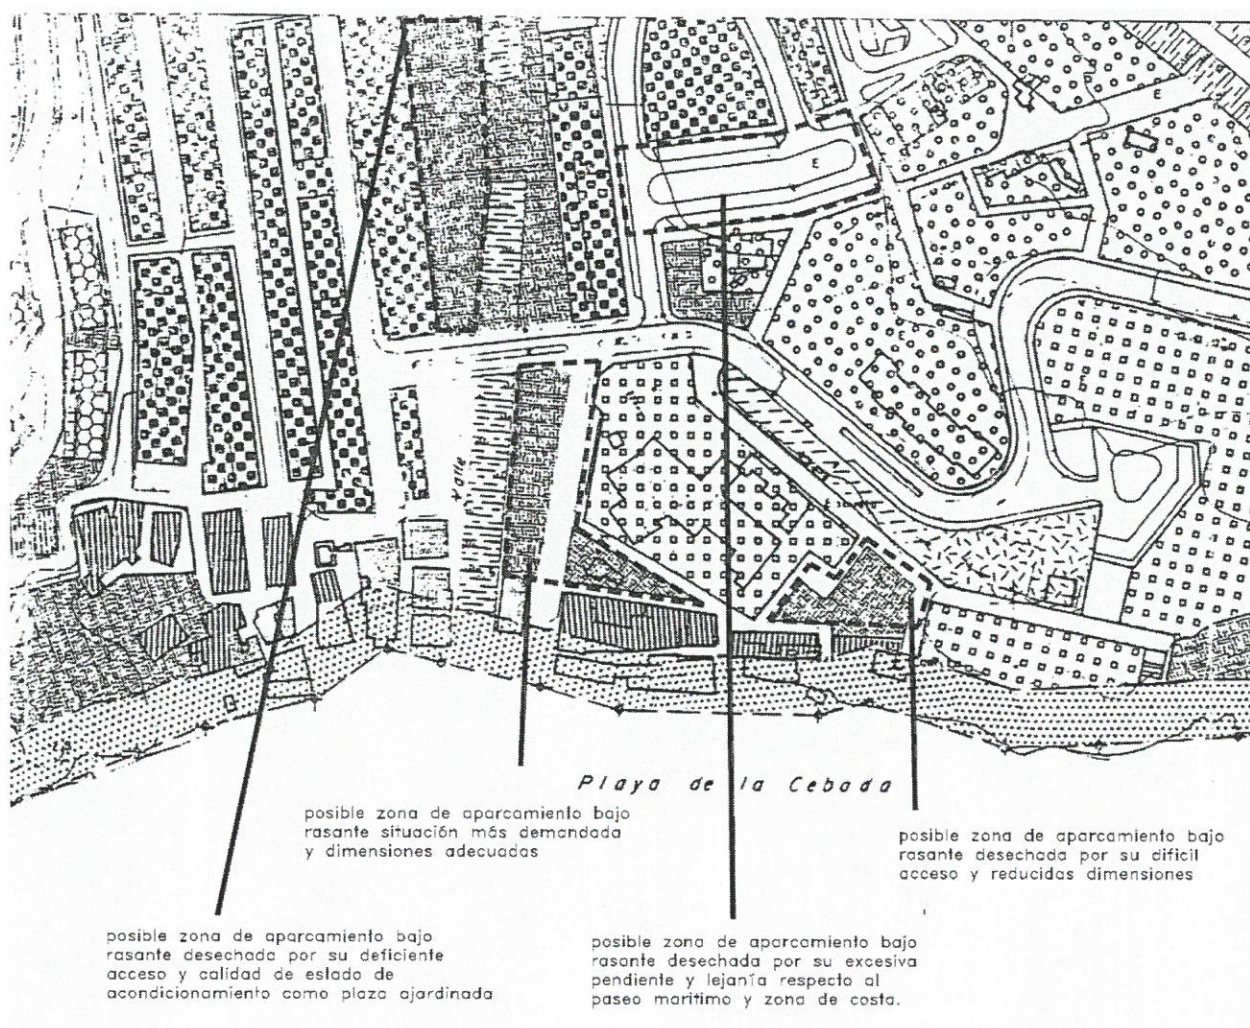 E
E
Valle
Playa de la Cebada
posible zona de aparcamiento bajo
rasante situación más demandada
y dimensiones adecuadas
posible zona de aparcamiento bajo
rasante desechada por su dificil
acceso y reducidas dimensiones
posible zona de aparcamiento bajo
rasante desechada por su deficiente
acceso y calidad de estado de
acondicionamiento como plaza ajardinada
posible zona de aparcamiento bajo
rasante desechada por su excesiva
pendiente y lejanía respecto al
paseo maritimo y zona de costa.